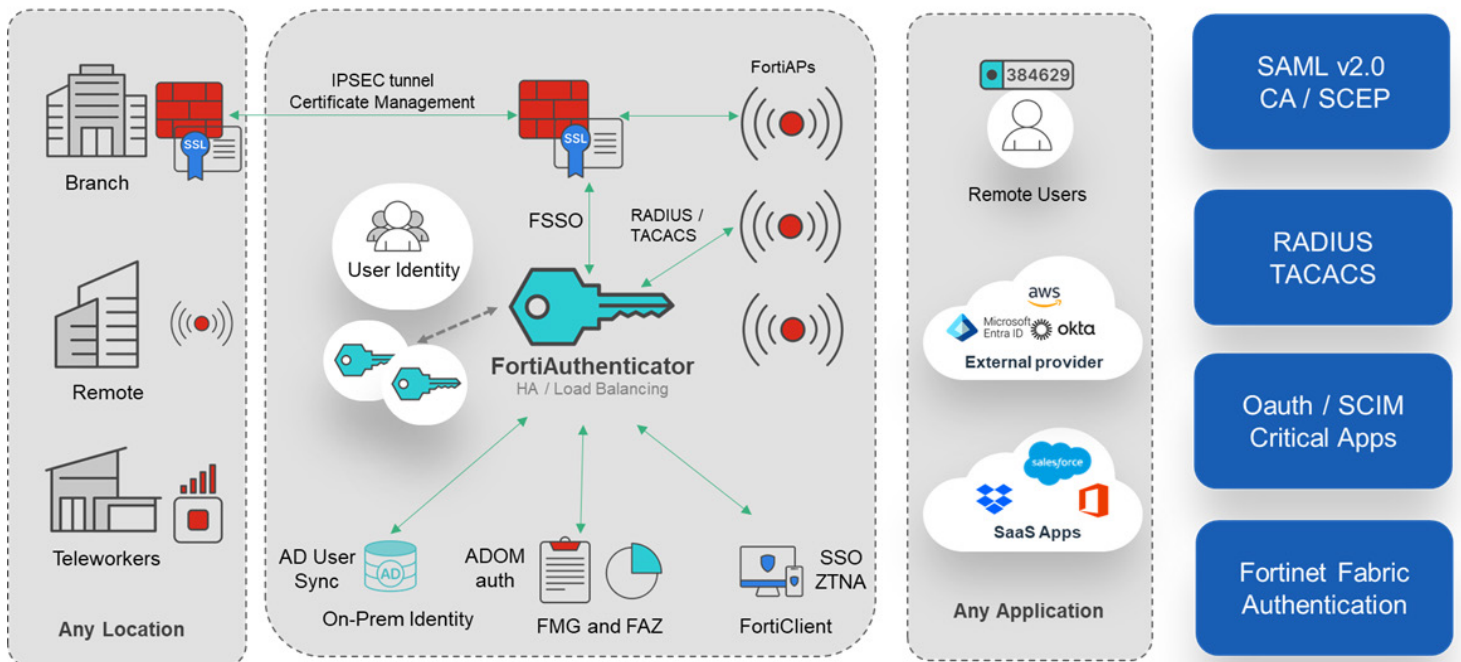 Branch
SSL
Remote
Teleworkers
Any Location
IPSEC tunnel
Certificate Management
SSL
FortiAPs
FSSO
RADIUS /
TACACS
User Identity
FortiAuthenticator
HA / Load Balancing
AD User
Sync
AD
On-Prem Identity
ADOM
auth
FMG and FAZ
SSO
ZTNA
FortiClient
384629
Remote Users
aws
Microsoft
Entra ID
okta
External provider
salesforce
SaaS Apps
Any Application
SAML v2.0
CA / SCEP
RADIUS
TACACS
Oauth / SCIM
Critical Apps
Fortinet Fabric
Authentication